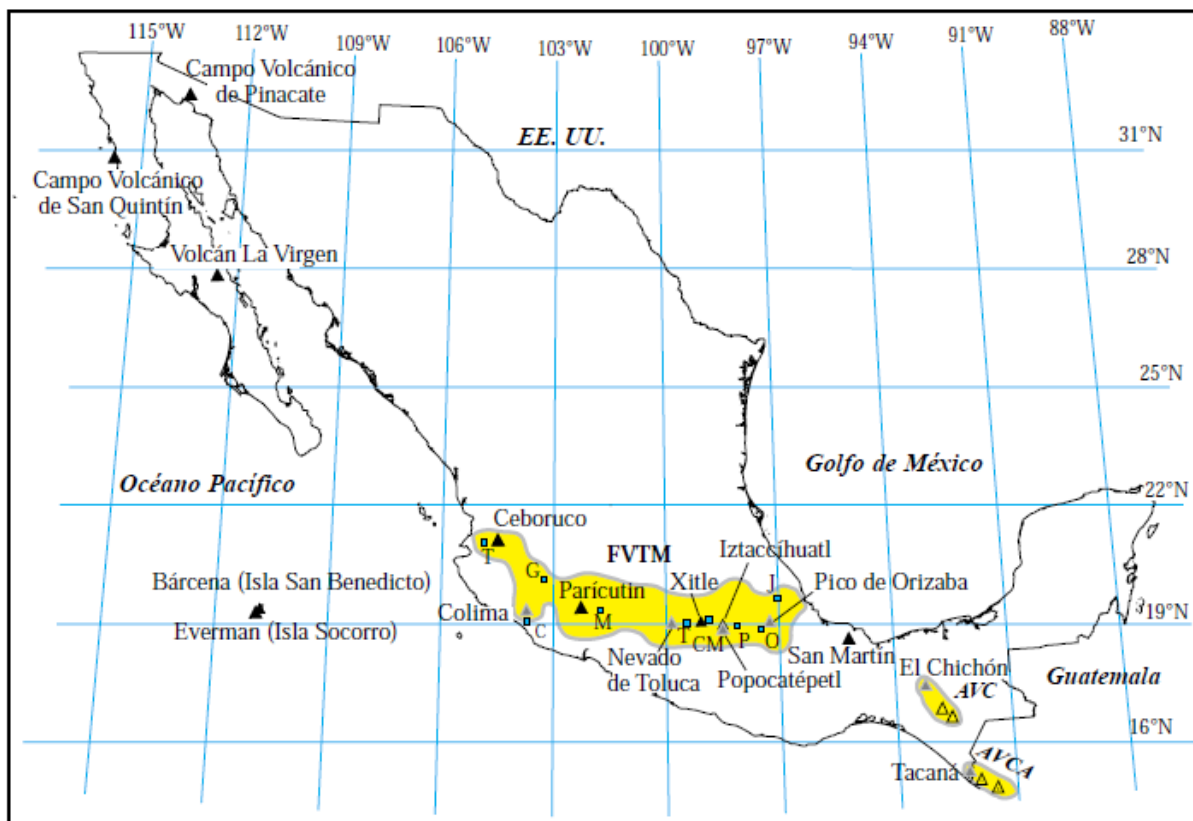 115°W 112°W 109°W 106°W 103°W 100°W 97°W 94°W 91°W 88°W
Campo Volcánico
de Pinacate
EE. UU.
31°N
Campo Volcánico
de San Quintín
Volcán La Virgen
28°N
25°N
Golfo de México
Océano Pacífico
22°N
Ceboruco
T
FVTM
Iztaccíhuatl
G
Xitle
J
Pico de Orizaba
Bárcena (Isla San Benedicto)
Parícutin
Colima
M
19°N
Everman (Isla Socorro)
C
T
CM
P
O
San Martín
Nevado
de Toluca
Popocatépetl
El Chichón
AVC
Guatemala
16°N
Tacaná
AVCA